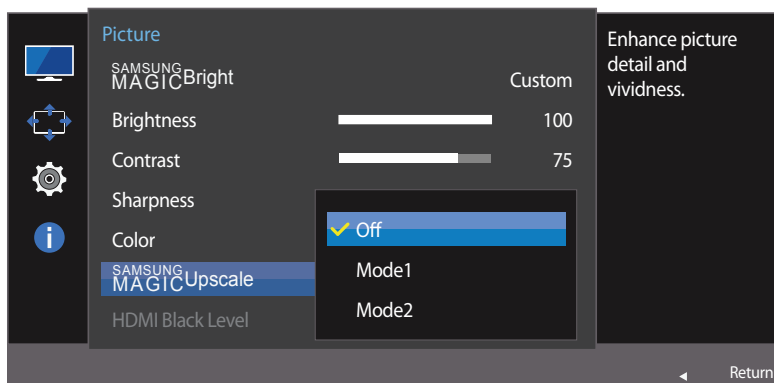 Picture
SAMSUNG
MAGICBright Custom
Brightness 100
Contrast 75
Sharpness
Color
SAMSUNG
MAGICUpscale
HDMI Black Level
Off
Mode1
Mode2
Enhance picture
detail and
vividness.
Return